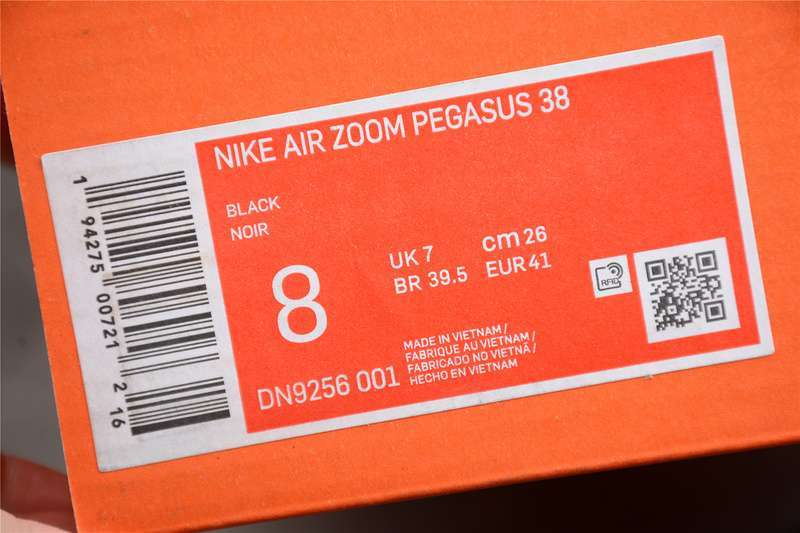 NIKE AIR ZOOM PEGASUS 38
BLACK
NOIR
8
UK 7
BR 39.5
cm 26
EUR 41
RFID
DN9256 001
MADE IN VIETNAM /
FABRIQUE AU VIETNAM /
FABRICADO NO VIETNÃ /
HECHO EN VIETNAM
1 94275 00721 2 16